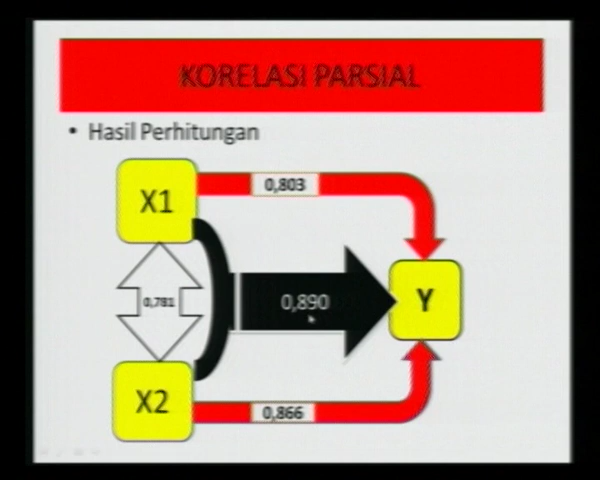 KORELASI PARSIAL
• Hasil Perhitungan
X1
0,803
0,781
0,890
Y
X2
0,866